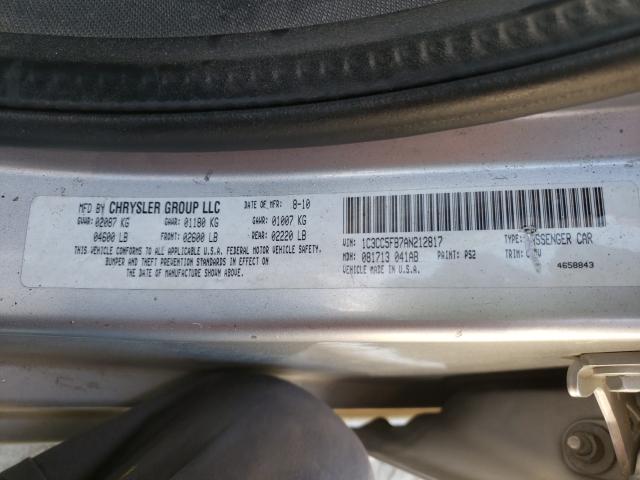 MFD BY CHRYSLER GROUP LLC DATE OF MFR: 8-10
GVWR: 02087 KG GAWR: 01180 KG GAWR: 01007 KG
04600 LB FRONT: 02600 LB REAR: 02220 LB
THIS VEHICLE CONFORMS TO ALL APPLICABLE U.S.A. FEDERAL MOTOR VEHICLE SAFETY,
BUMPER AND THEFT PREVENTION STANDARDS IN EFFECT ON
THE DATE OF MANUFACTURE SHOWN ABOVE.
VIN: 1C3CC5FB7AN212817 TYPE: PASSENGER CAR
MDH: 081713 041AB PAINT: PS2 TRIM:
VEHICLE MADE IN U.S.A. 4658843